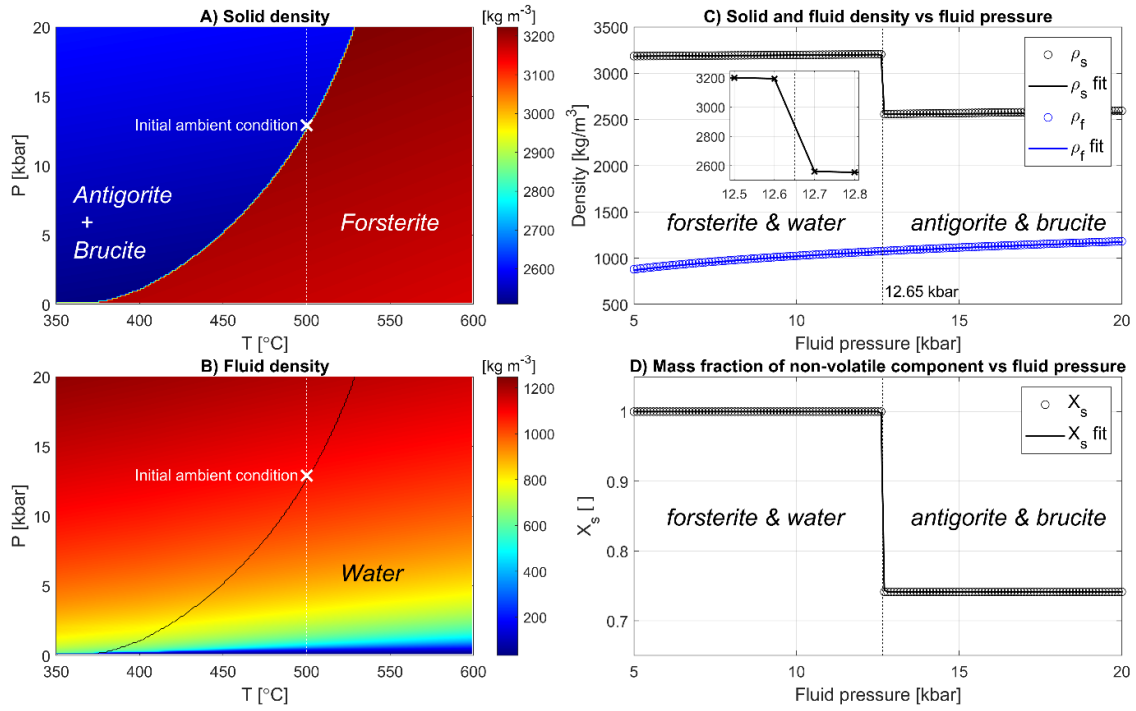 A) Solid density
[kg m-3]
20
15
10
5
0
P [kbar]
Initial ambient condition
Antigorite
+
Brucite
Forsterite
350
400
450
500
550
600
T [°C]
3200
3100
3000
2900
2800
2700
2600
C) Solid and fluid density vs fluid pressure
3500
3000
2500
2000
1500
1000
500
Density [kg/m3]
3200
3000
2800
2600
12.5
12.6
12.7
12.8
ρs
ρs fit
ρf
ρf fit
forsterite & water
antigorite & brucite
12.65 kbar
5
10
15
20
Fluid pressure [kbar]
B) Fluid density
[kg m-3]
20
15
10
5
0
P [kbar]
Initial ambient condition
Water
350
400
450
500
550
600
T [°C]
1200
1000
800
600
400
200
D) Mass fraction of non-volatile component vs fluid pressure
1
0.9
0.8
0.7
0.6
Xs [ ]
Xs
Xs fit
forsterite & water
antigorite & brucite
5
10
15
20
Fluid pressure [kbar]